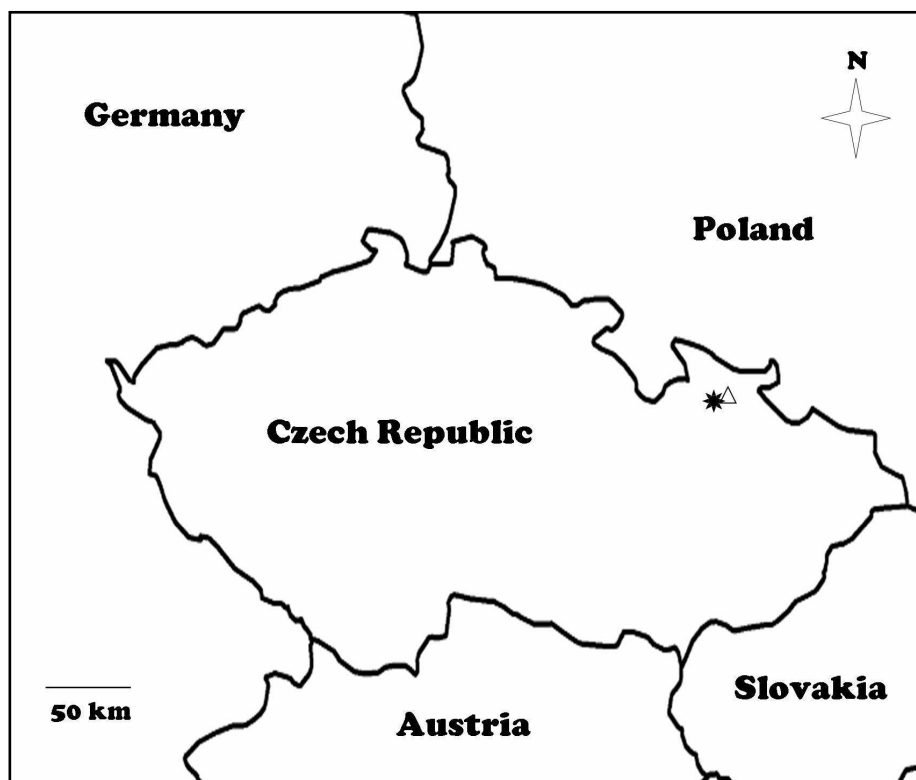 N
Germany
Poland
Czech Republic
Slovakia
50 km
Austria